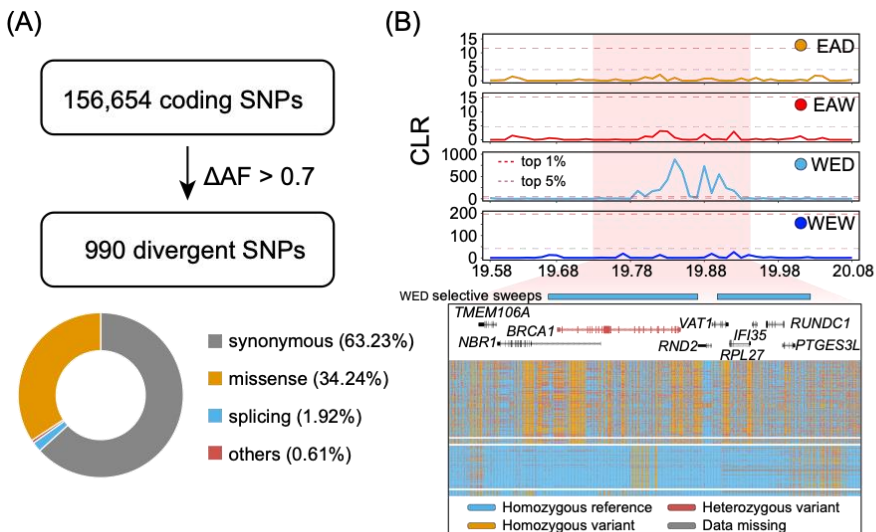 (A)
156,654 coding SNPs
ΔAF > 0.7
990 divergent SNPs
synonymous (63.23%)
missense (34.24%)
splicing (1.92%)
others (0.61%)
(B)
CLR
15
10
5
0
EAD
15
10
5
0
EAW
1000
500
0
top 1%
top 5%
WED
200
100
0
WEW
19.58 19.68 19.78 19.88 19.98 20.08
WED selective sweeps
TMEM106A
BRCA1
NBR1
VAT1
IFI35
RUNDC1
RND2
RPL27
PTGES3L
Homozygous reference
Heterozygous variant
Homozygous variant
Data missing